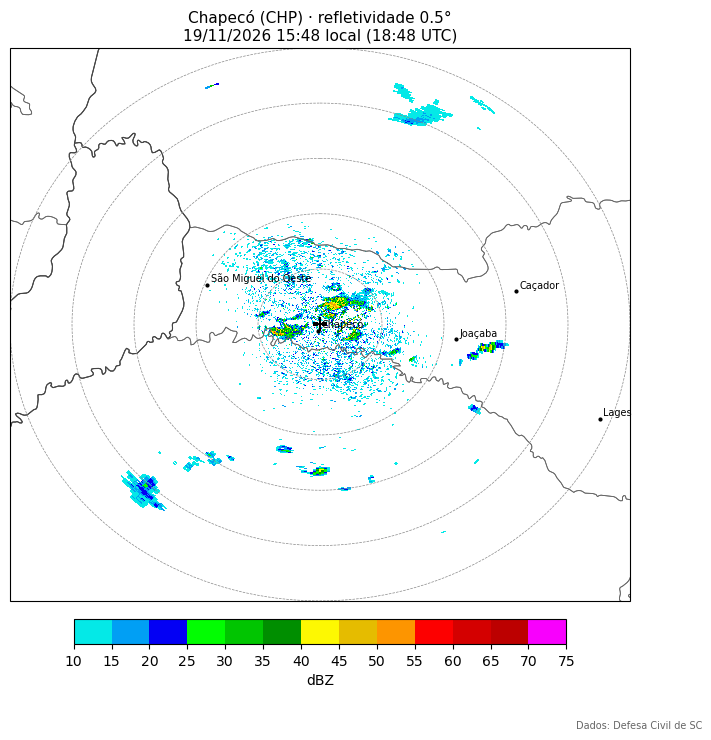 Chapecó (CHP) · refletividade 0.5°
19/11/2026 15:48 local (18:48 UTC)
São Miguel do Oeste
Caçador
Chapecó
Joaçaba
Lages
10 15 20 25 30 35 40 45 50 55 60 65 70 75
dBZ
Dados: Defesa Civil de SC